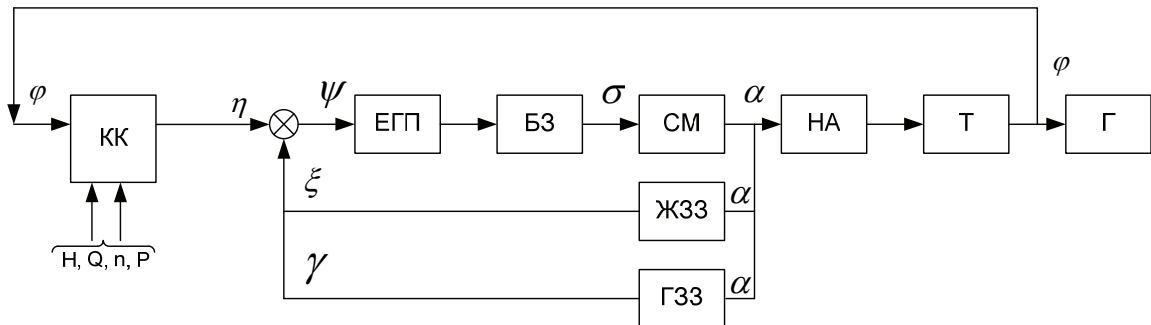 φ
φ
КК
η
ψ
ЕГП
БЗ
σ
СМ
α
НА
Т
Г
ξ
ЖЗЗ
α
γ
ГЗЗ
α
H, Q, n, P